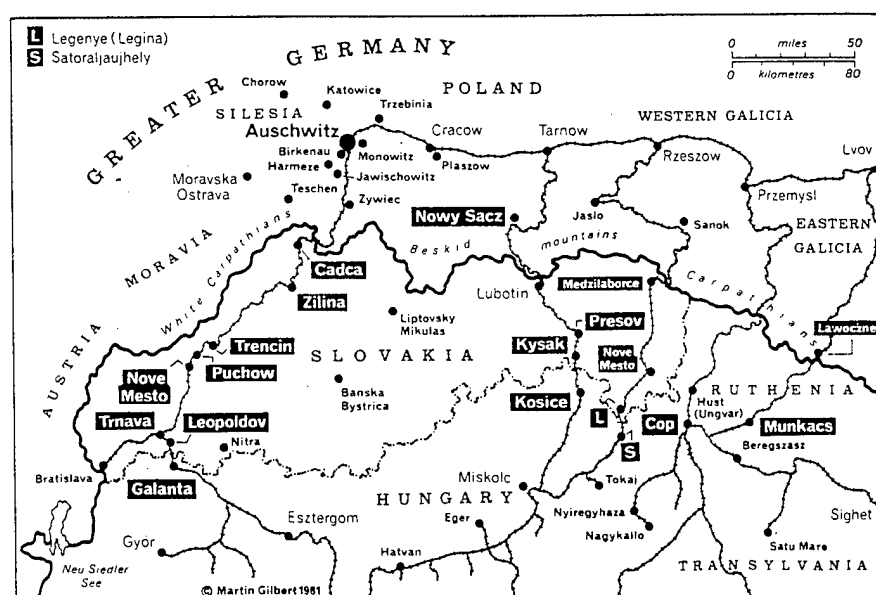 L Legenye (Legina)
S Satoraljaujhely
0 miles 50
0 kilometres 80
GREATER GERMANY
POLAND
SILESIA
WESTERN GALICIA
Chorow
Katowice
Trzebinia
Auschwitz
Cracow
Tarnow
Rzeszow
Lvov
Birkenau
Monowitz
Plaszow
Harmeze
Jawischowitz
Moravska
Ostrava
Teschen
Zywiec
Przemysl
Nowy Sacz
Jaslo
Sanok
EASTERN
GALICIA
MORAVIA
White Carpathians
Beskid mountains
Carpathians
Cadca
Zilina
Lubotin
Medzilaborce
Liptovsky
Mikulas
Presov
Lawoczne
AUSTRIA
Trencin
Puchow
SLOVAKIA
Kysak
Nove
Mesto
Nove
Mesto
Banska
Bystrica
Kosice
RUTHENIA
Hust
(Ungvar)
Trnava
Leopoldov
L
Cop
Munkacs
Nitra
S
Beregszasz
Bratislava
Galanta
Miskolc
Tokaj
HUNGARY
Esztergom
Eger
Nyiregyhaza
Sighet
Györ
Nagykallo
Satu Mare
Hatvan
Neu Siedler
See
TRANSYLVANIA
© Martin Gilbert 1981